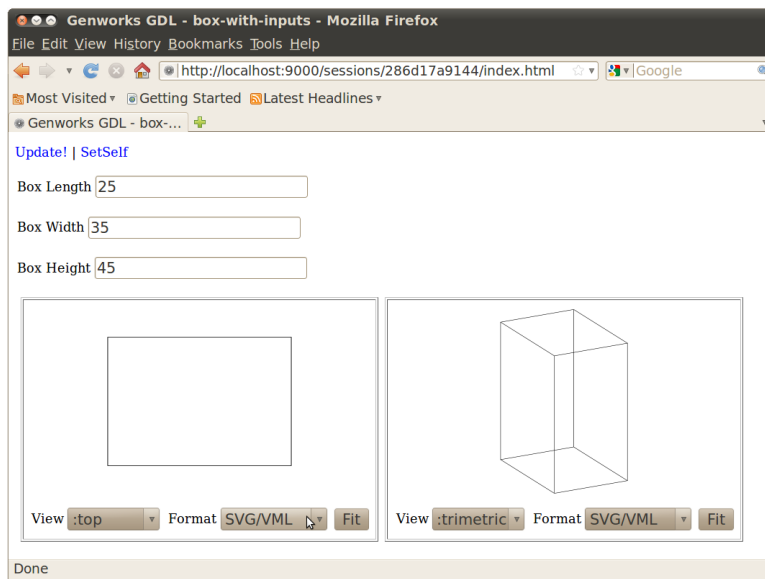 Genworks GDL - box-with-inputs - Mozilla Firefox
File Edit View History Bookmarks Tools Help
http://localhost:9000/sessions/286d17a9144/index.html Google
Most Visited Getting Started Latest Headlines
Genworks GDL - box-...
Update! | SetSelf
Box Length 25
Box Width 35
Box Height 45
View :top Format SVG/VML Fit View :trimetric Format SVG/VML Fit
Done